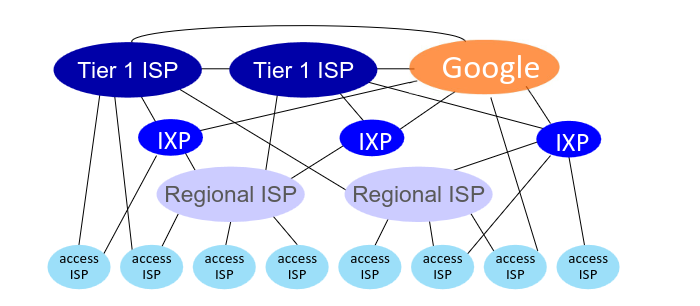 Tier 1 ISP
Tier 1 ISP
Google
IXP
IXP
IXP
Regional ISP
Regional ISP
access
ISP
access
ISP
access
ISP
access
ISP
access
ISP
access
ISP
access
ISP
access
ISP